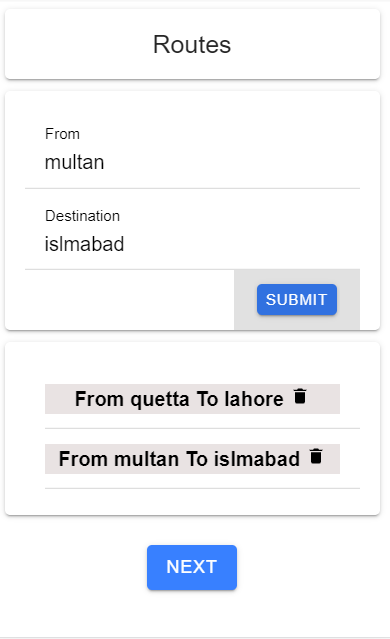 Routes
From
multan
Destination
islmabad
SUBMIT
From quetta To lahore
From multan To islmabad
NEXT